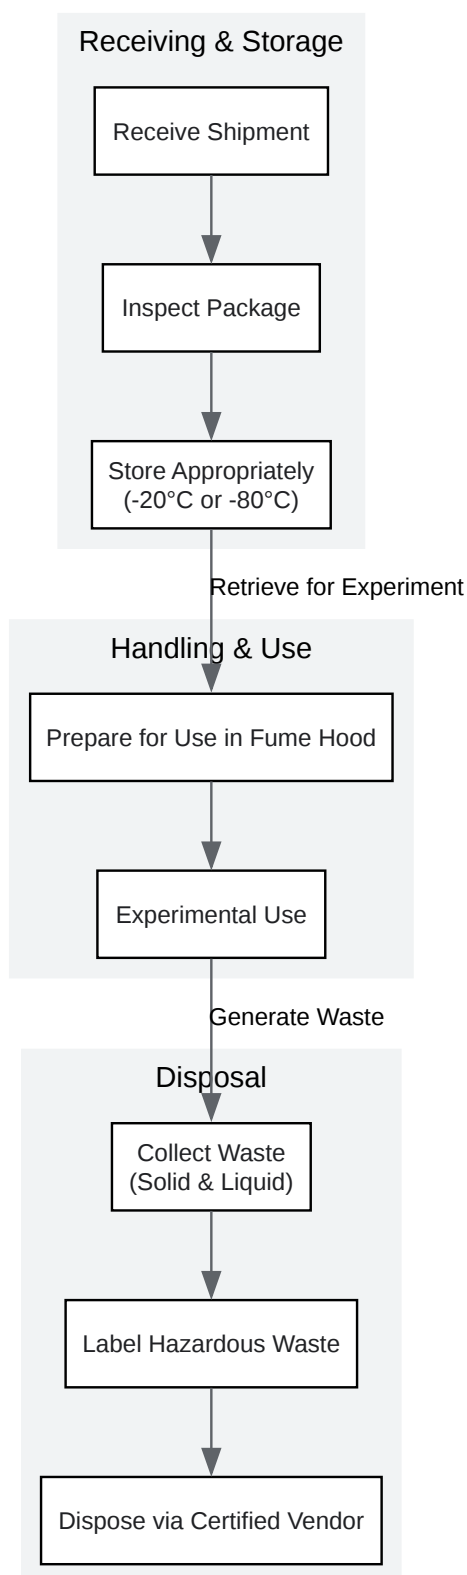 Receiving & Storage
Receive Shipment
Inspect Package
Store Appropriately
(-20°C or -80°C)
Retrieve for Experiment
Handling & Use
Prepare for Use in Fume Hood
Experimental Use
Generate Waste
Disposal
Collect Waste
(Solid & Liquid)
Label Hazardous Waste
Dispose via Certified Vendor